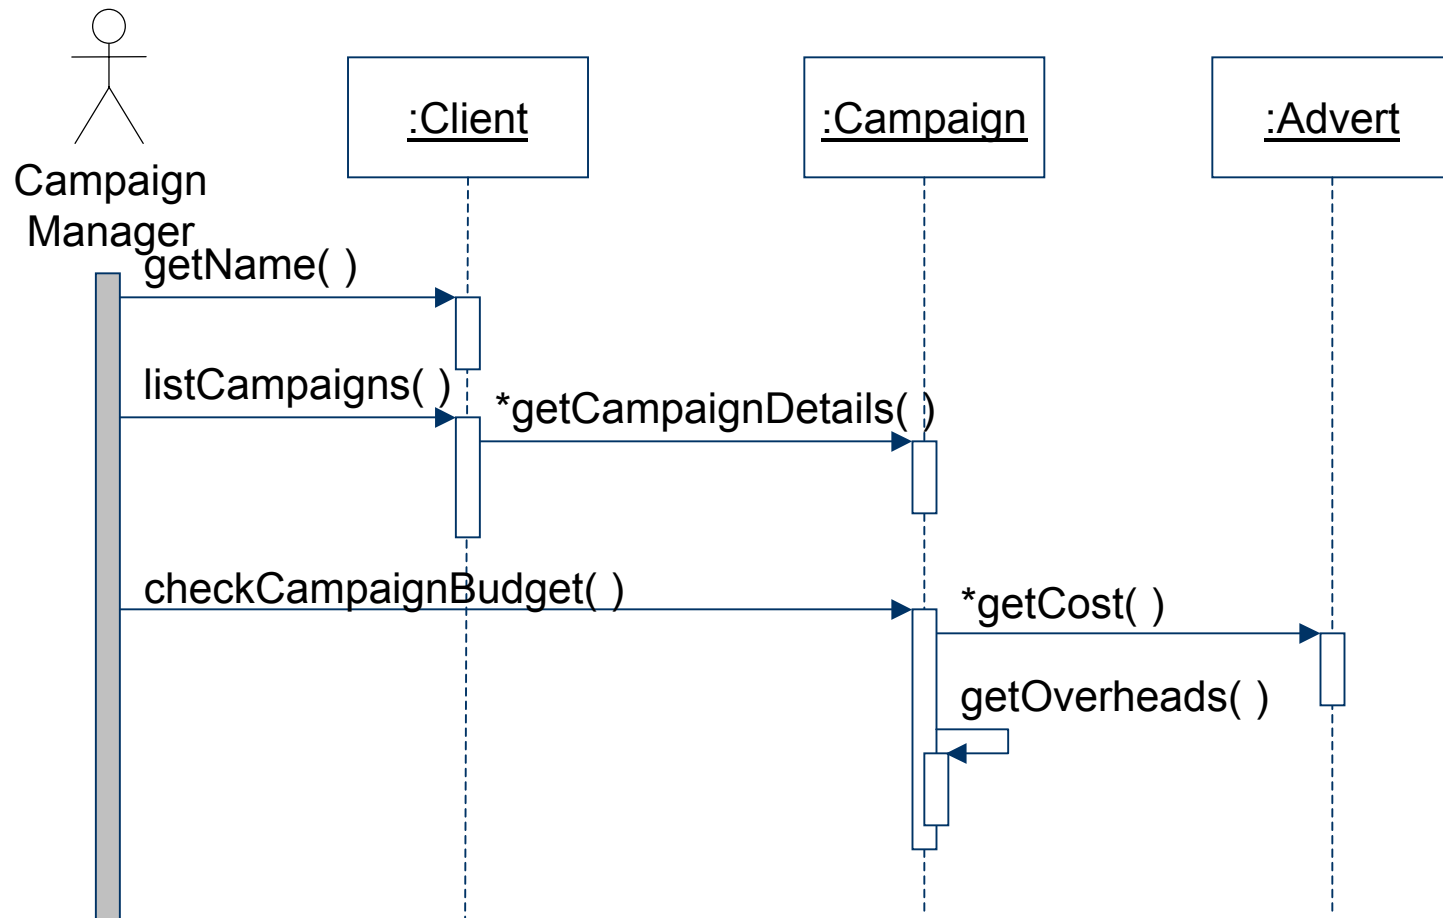 :Client
:Campaign
:Advert
Campaign
Manager
getName( )
listCampaigns( )
*getCampaignDetails( )
checkCampaignBudget( )
*getCost( )
getOverheads( )